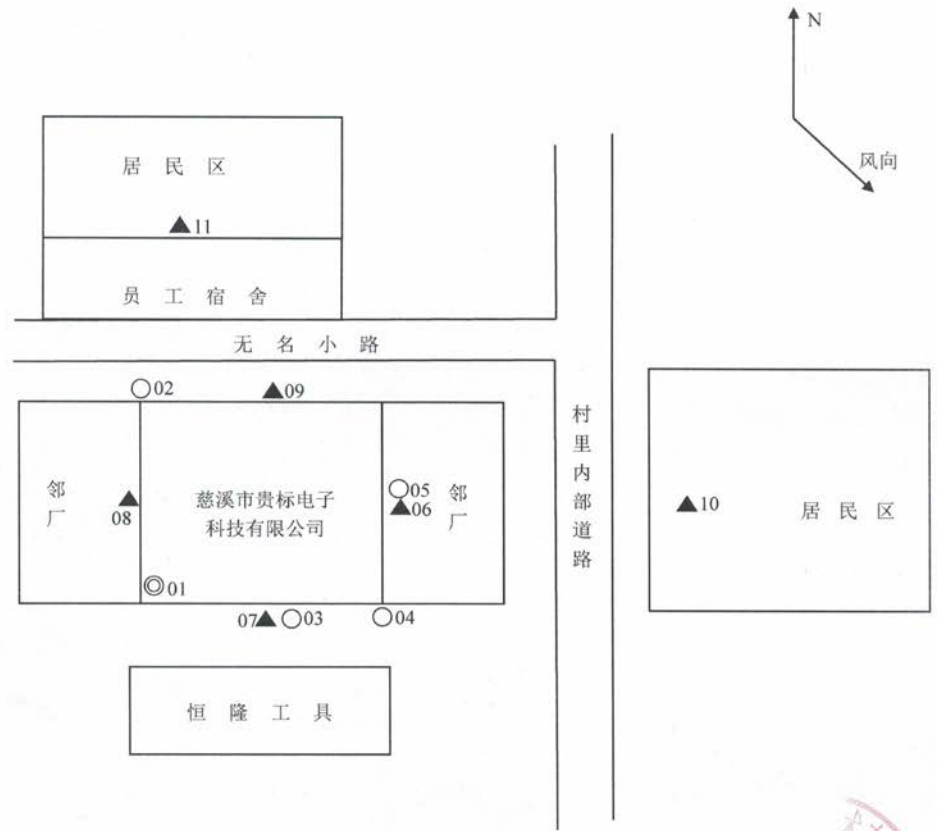 N
风向
居民区
▲11
员工宿舍
无名小路
○02
▲09
村里内部道路
邻厂
▲
08
慈溪市贵标电子
科技有限公司
○05
▲06
邻厂
▲10
居民区
◎01
07▲
○03
○04
恒隆工具